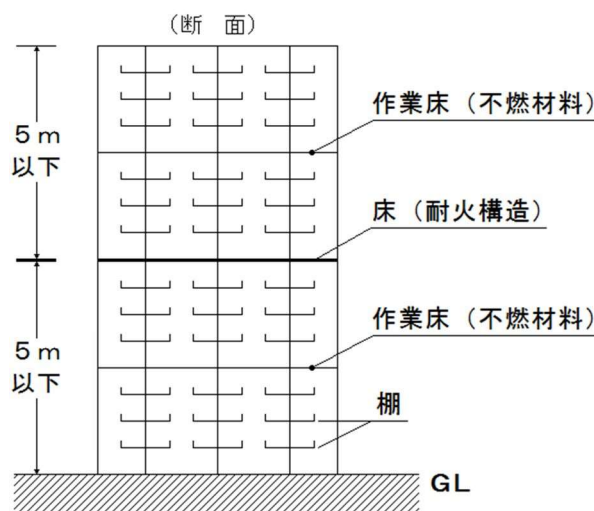 （断　面）
作業床（不燃材料）
5ｍ
以下
床（耐火構造）
作業床（不燃材料）
5ｍ
以下
棚
GL